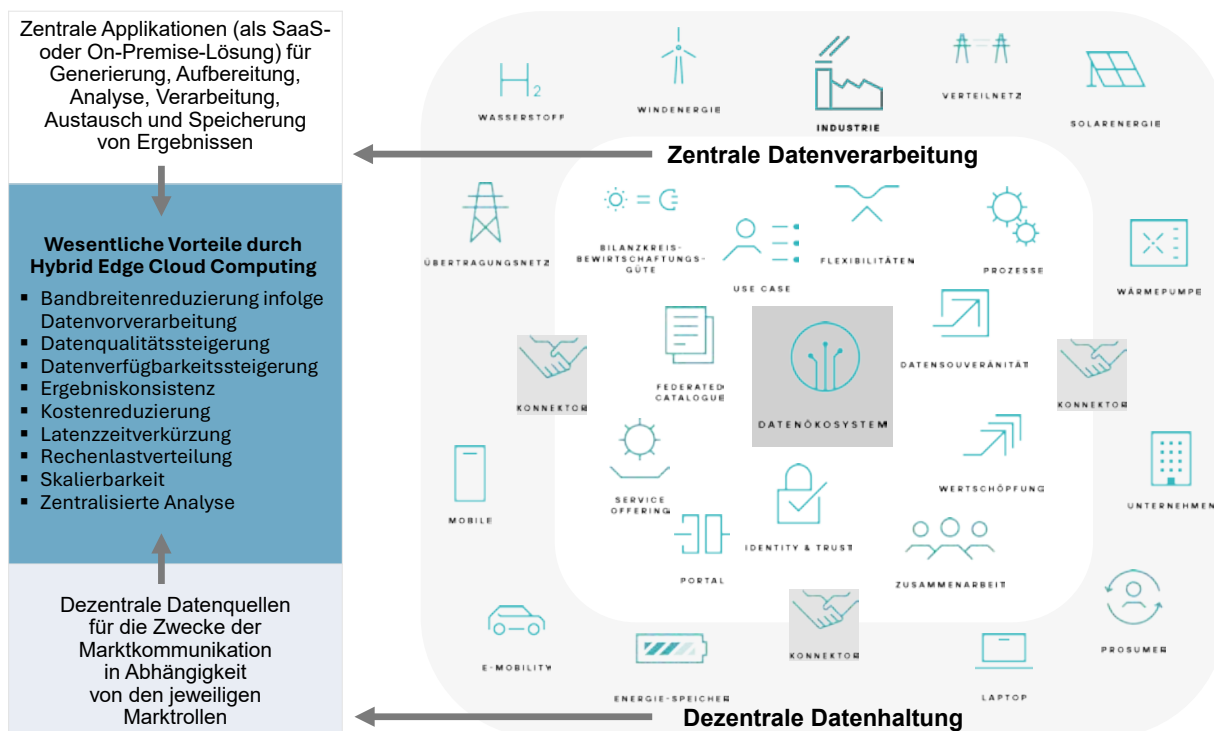 Zentrale Applikationen (als SaaS-
oder On-Premise-Lösung) für
Generierung, Aufbereitung,
Analyse, Verarbeitung,
Austausch und Speicherung
von Ergebnissen
Wesentliche Vorteile durch
Hybrid Edge Cloud Computing
▪ Bandbreitenreduzierung infolge
Datenvorverarbeitung
▪ Datenqualitätssteigerung
▪ Datenverfügbarkeitssteigerung
▪ Ergebniskonsistenz
▪ Kostenreduzierung
▪ Latenzzeitverkürzung
▪ Rechenlastverteilung
▪ Skalierbarkeit
▪ Zentralisierte Analyse
Dezentrale Datenquellen
für die Zwecke der
Marktkommunikation
in Abhängigkeit
von den jeweiligen
Marktrollen
H2
WASSERSTOFF
WINDENERGIE
INDUSTRIE
VERTEILNETZ
SOLARENERGIE
Zentrale Datenverarbeitung
ÜBERTRAGUNGSNETZ
BILANZKREIS-
BEWIRTSCHAFTUNGS-
GÜTE
USE CASE
FLEXIBILITÄTEN
PROZESSE
WÄRMEPUMPE
KONNEKTOR
FEDERATED
CATALOGUE
DATENÖKOSYSTEM
DATENSOUVERÄNITÄT
KONNEKTOR
MOBILE
SERVICE
OFFERING
IDENTITY & TRUST
WERTSCHÖPFUNG
UNTERNEHMEN
PORTAL
ZUSAMMENARBEIT
E-MOBILITY
ENERGIE-SPEICHER
KONNEKTOR
LAPTOP
PROSUMER
Dezentrale Datenhaltung